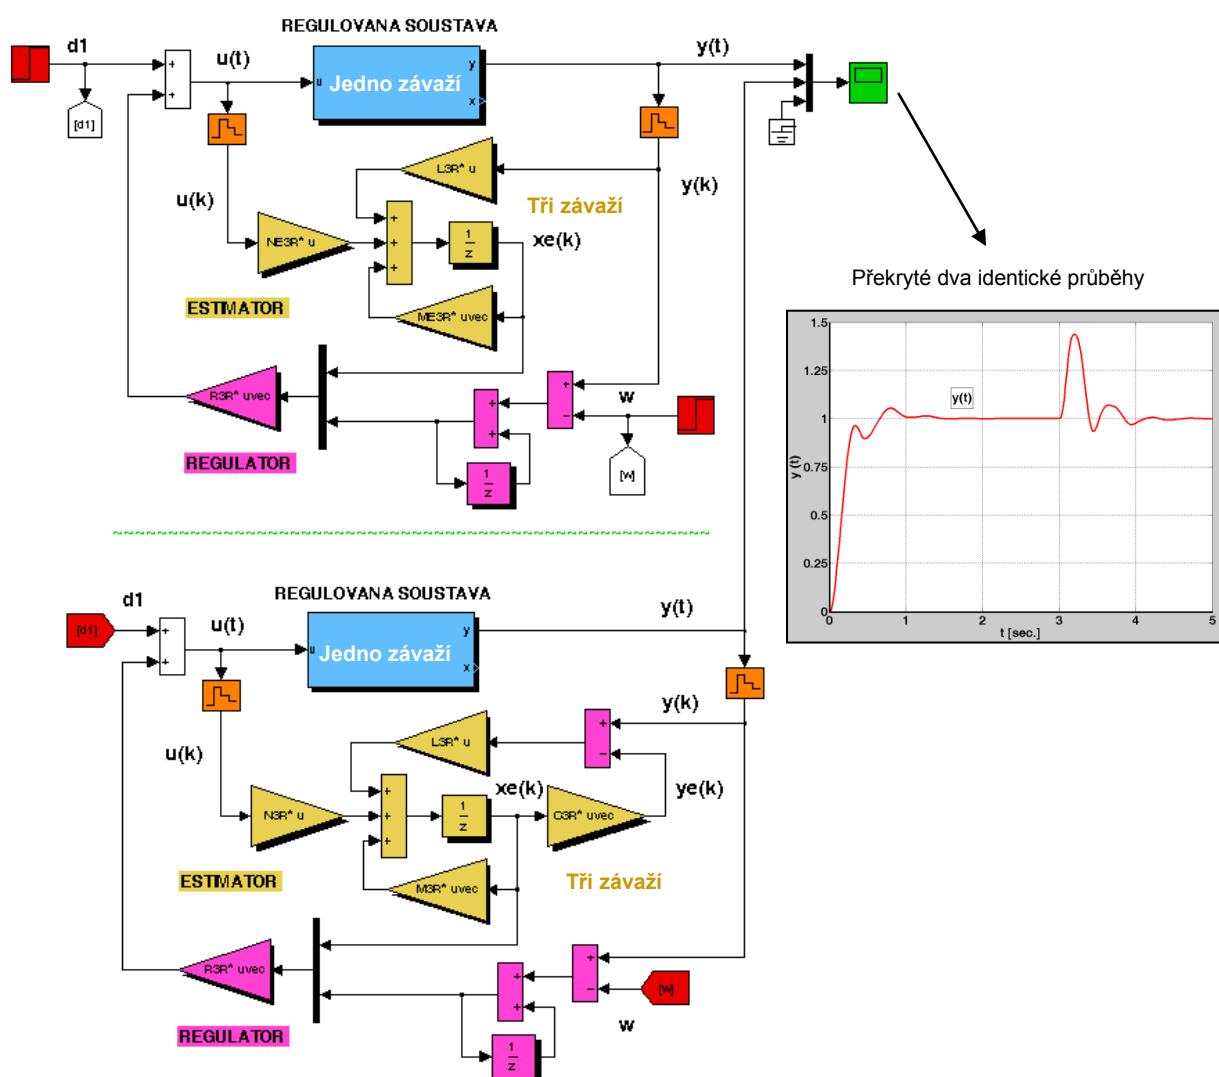 REGULOVANA SOUSTAVA
d1
u(t)
y(t)
+
+
[d1]
u
Jedno závaží
y
x
L3R* u
u(k)
y(k)
Tři závaží
NE3R* u
+
+
+
1
z
xe(k)
ESTIMATOR
ME3R* uvec
R3R* uvec
+
−
w
+
+
REGULATOR
1
z
[w]
Překryté dva identické průběhy
1.5
1.25
1
0.75
0.5
0.25
0
y (t)
y(t)
0
1
2
3
4
5
t [sec.]
REGULOVANA SOUSTAVA
d1
[d1]
u(t)
y(t)
+
+
u
Jedno závaží
y
x
y(k)
u(k)
L3R* u
+
−
xe(k)
ye(k)
N3R* u
+
+
+
1
z
C3R* uvec
ESTIMATOR
M3R* uvec
Tři závaží
R3R* uvec
+
−
[w]
+
+
w
REGULATOR
1
z